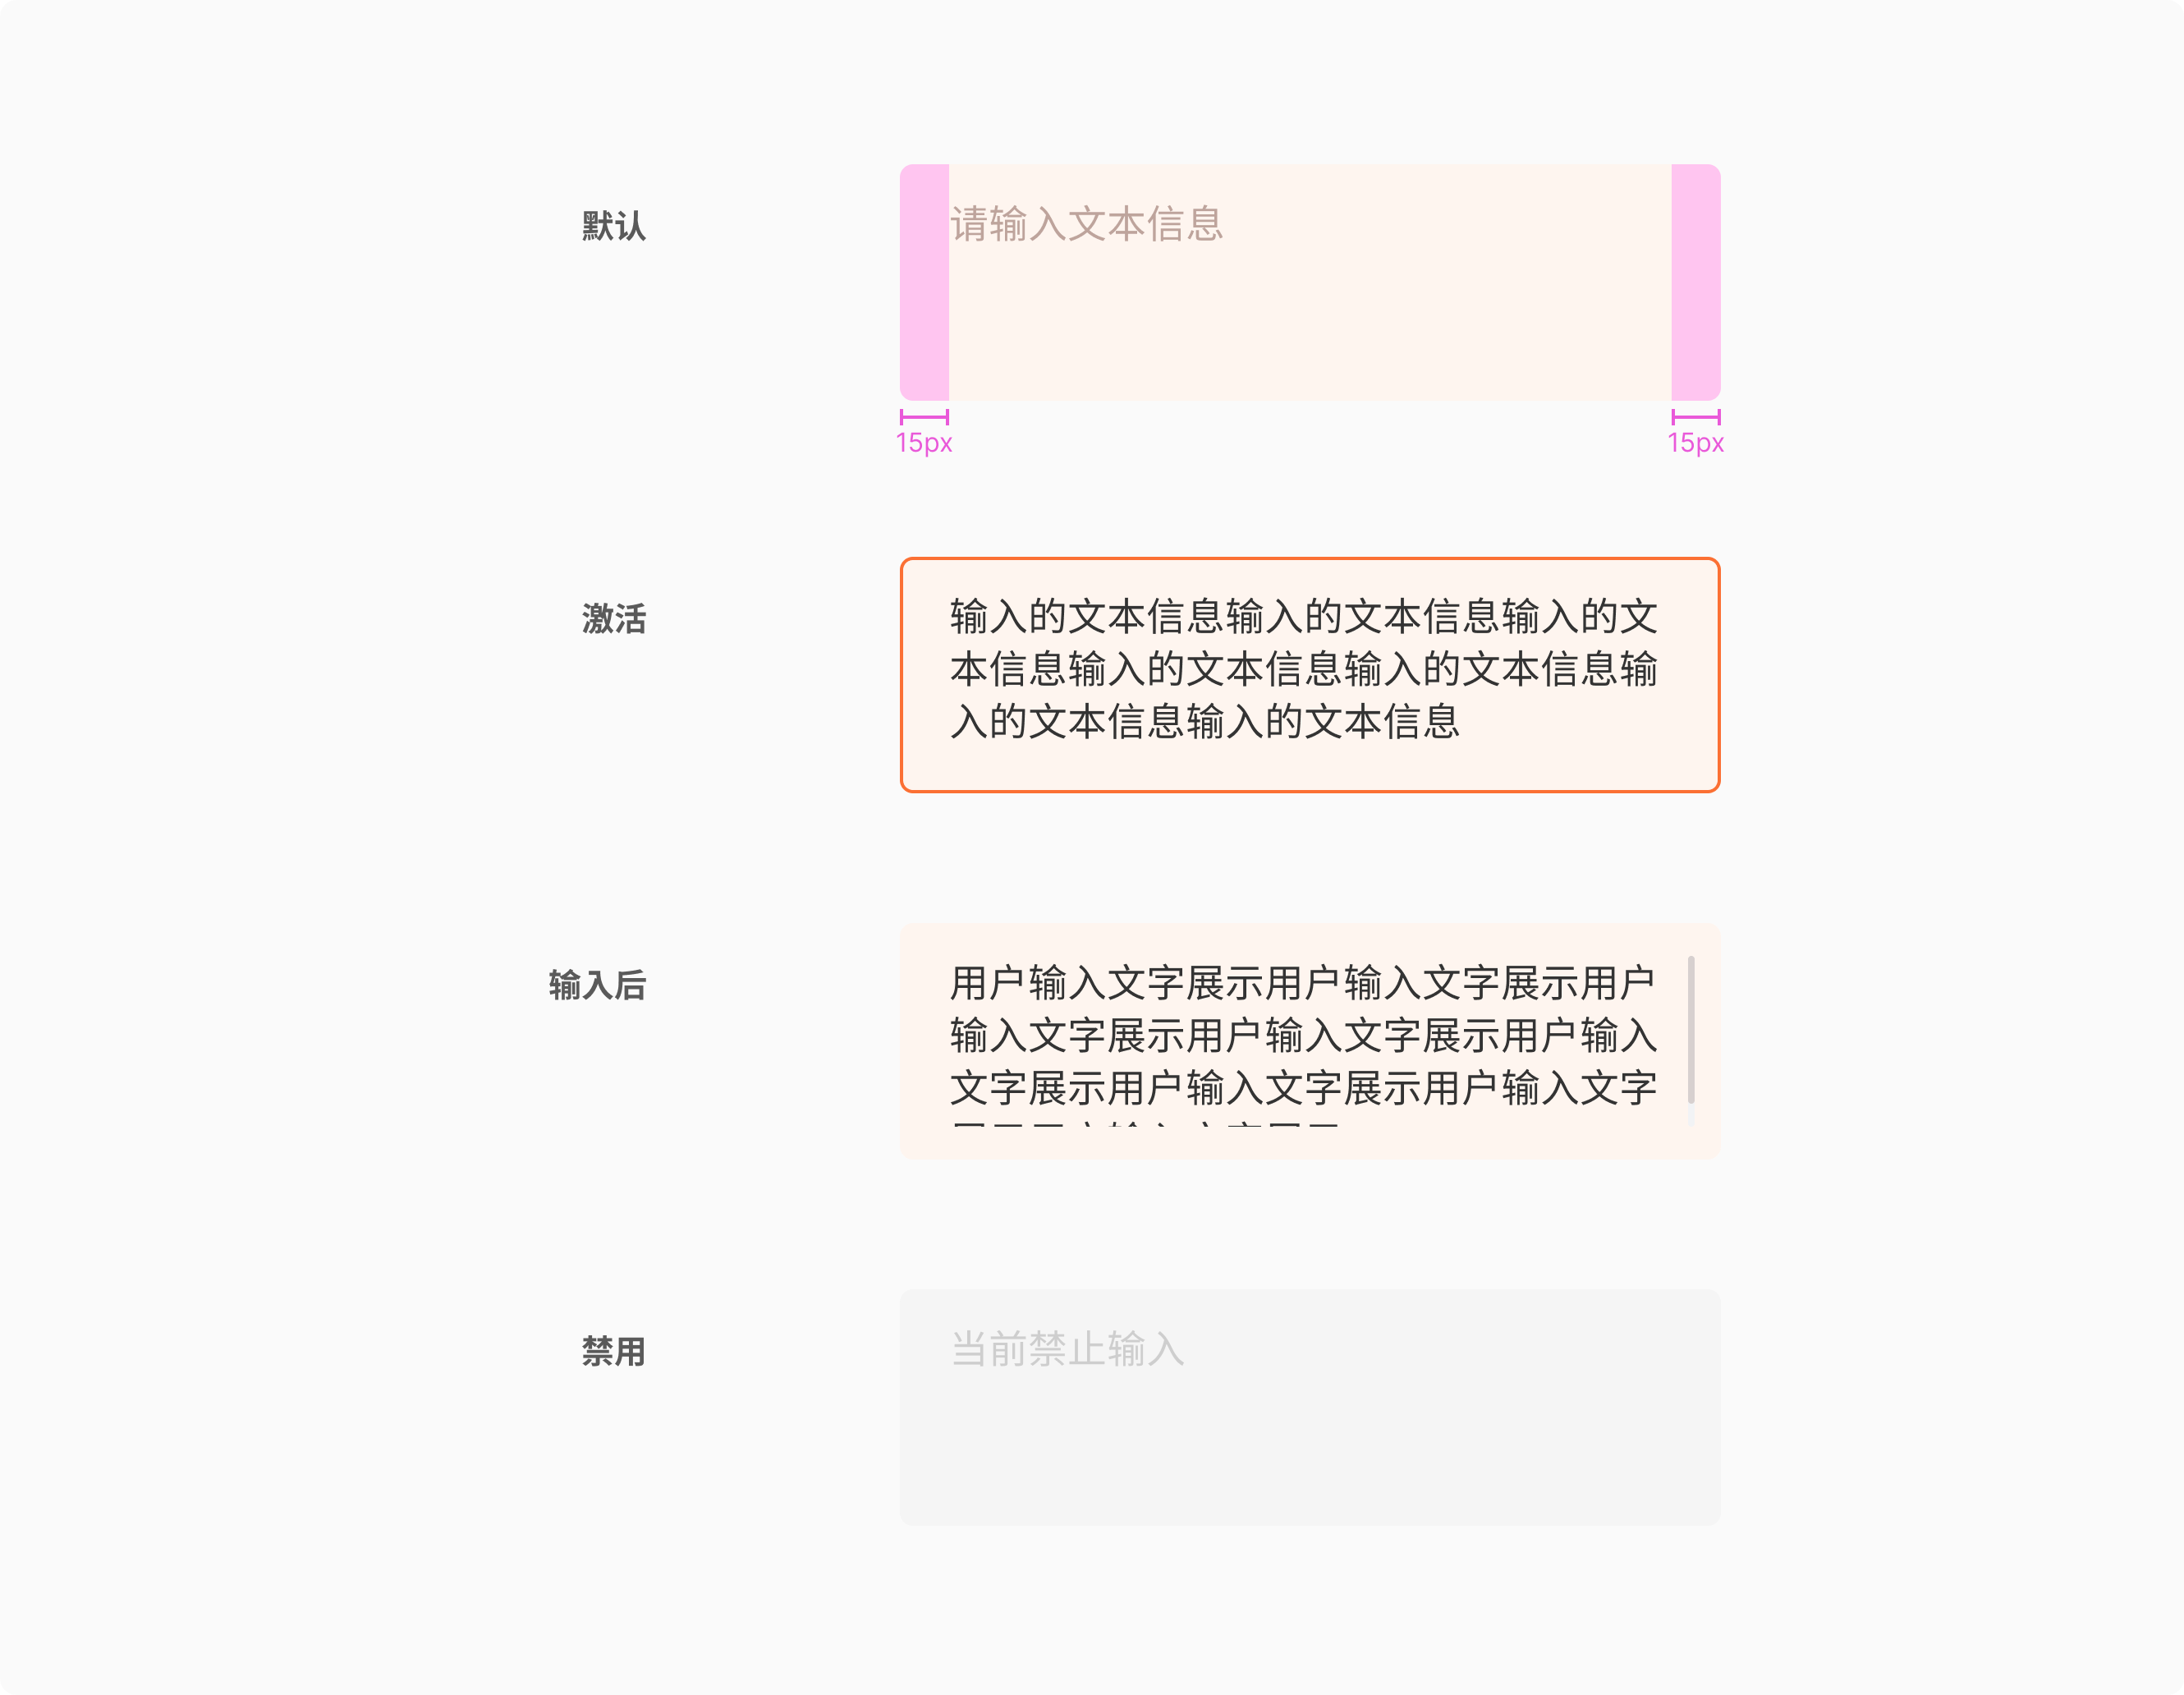 默认
请输入文本信息
15px
15px
激活
输入的文本信息输入的文本信息输入的文
本信息输入的文本信息输入的文本信息输
入的文本信息输入的文本信息
输入后
用户输入文字展示用户输入文字展示用户
输入文字展示用户输入文字展示用户输入
文字展示用户输入文字展示用户输入文字
禁用
当前禁止输入